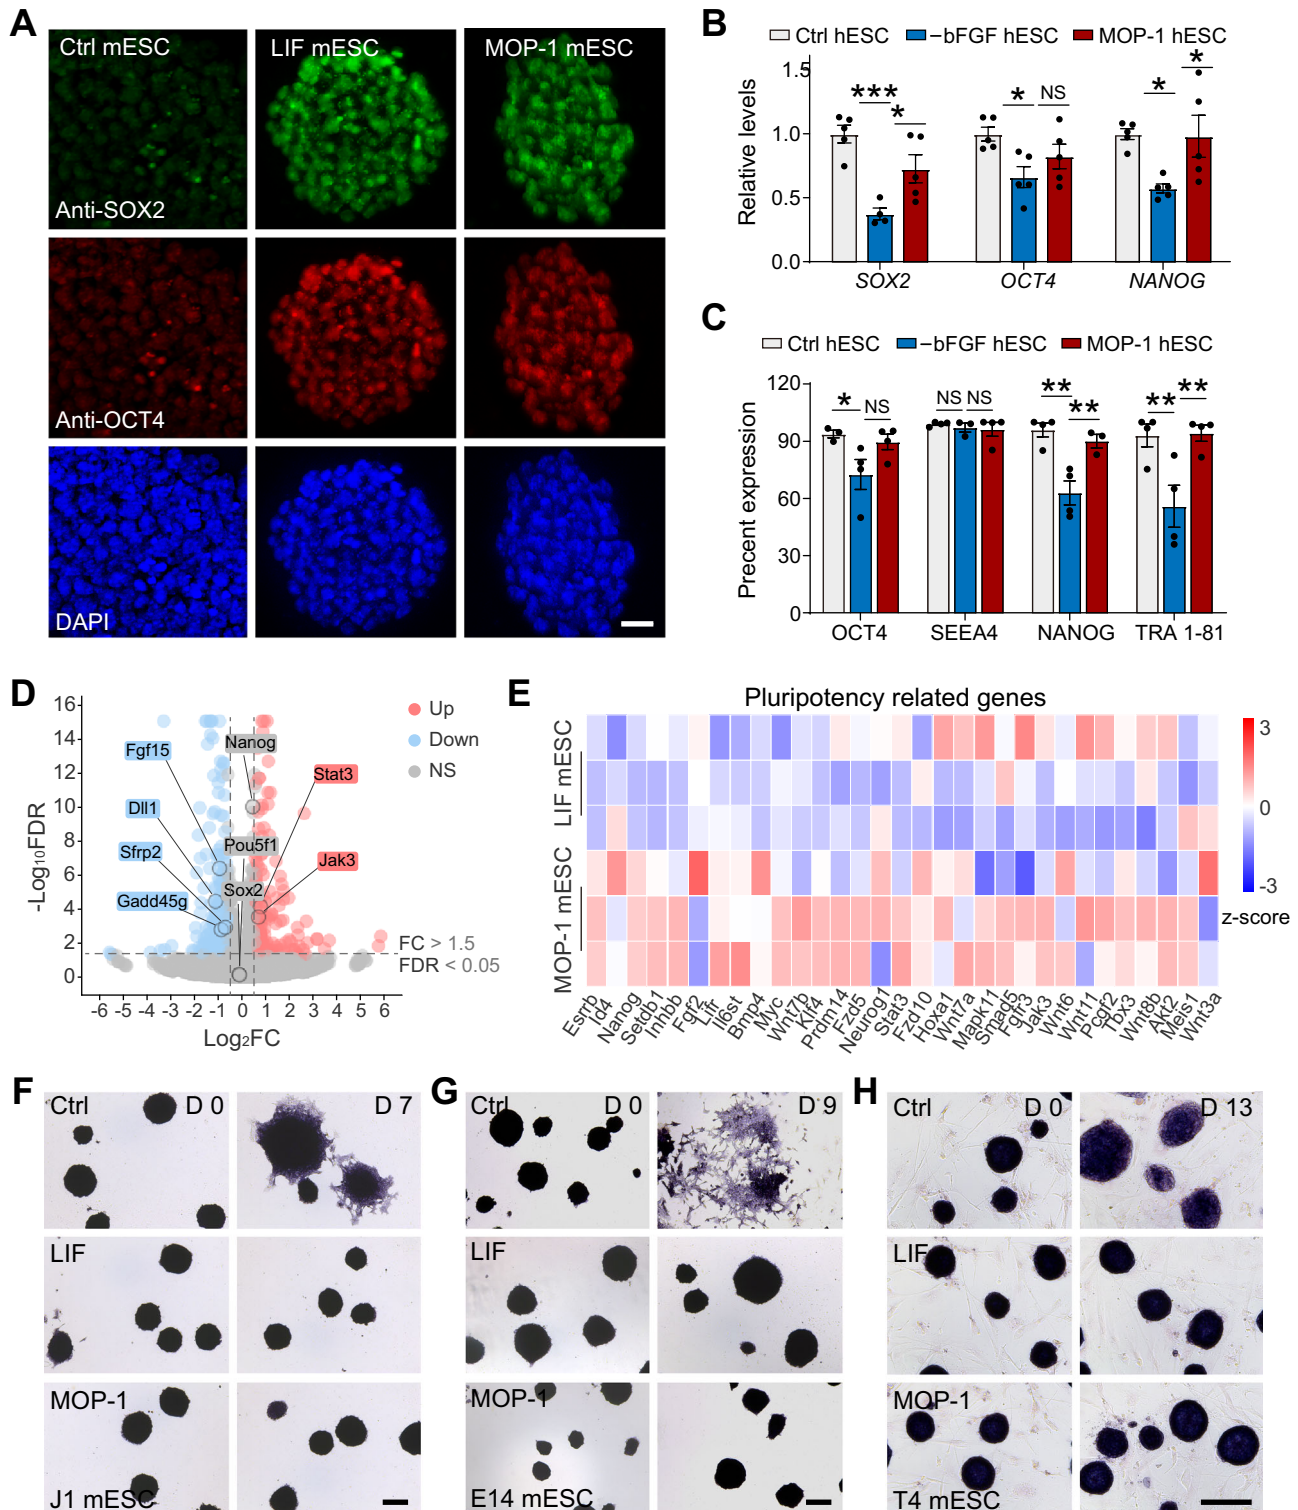 A
Ctrl mESC
LIF mESC
MOP-1 mESC
Anti-SOX2
Anti-OCT4
DAPI
B
Ctrl hESC
−bFGF hESC
MOP-1 hESC
Relative levels
1.5
1.0
0.5
0.0
***
*
*
NS
*
*
SOX2
OCT4
NANOG
C
Ctrl hESC
−bFGF hESC
MOP-1 hESC
Precent expression
120
90
60
30
0
*
NS
NS
NS
**
**
**
**
OCT4
SEEA4
NANOG
TRA 1-81
D
-Log10FDR
16
14
12
10
8
6
4
2
0
Up
Down
NS
Nanog
Fgf15
Stat3
Dll1
Pou5f1
Sfrp2
Jak3
Sox2
Gadd45g
FC > 1.5
FDR < 0.05
-6
-5
-4
-3
-2
-1
0
1
2
3
4
5
6
Log2FC
E
Pluripotency related genes
LIF mESC
MOP-1 mESC
3
0
-3
z-score
Esrrb
Id4
Nanog
Setdb1
Inhbb
Fgf2
Lifr
Il6st
Bmp4
Myc
Wnt7b
Klf4
Prdm14
Fzd5
Neurog1
Stat3
Fzd10
Hoxa1
Wnt7a
Mapk11
Smad5
Fgfr3
Jak3
Wnt6
Wnt11
Pcgf2
Tbx3
Wnt8b
Akt2
Meis1
Wnt3a
F
Ctrl
D 0
D 7
LIF
MOP-1
J1 mESC
G
Ctrl
D 0
D 9
LIF
MOP-1
E14 mESC
H
Ctrl
D 0
D 13
LIF
MOP-1
T4 mESC